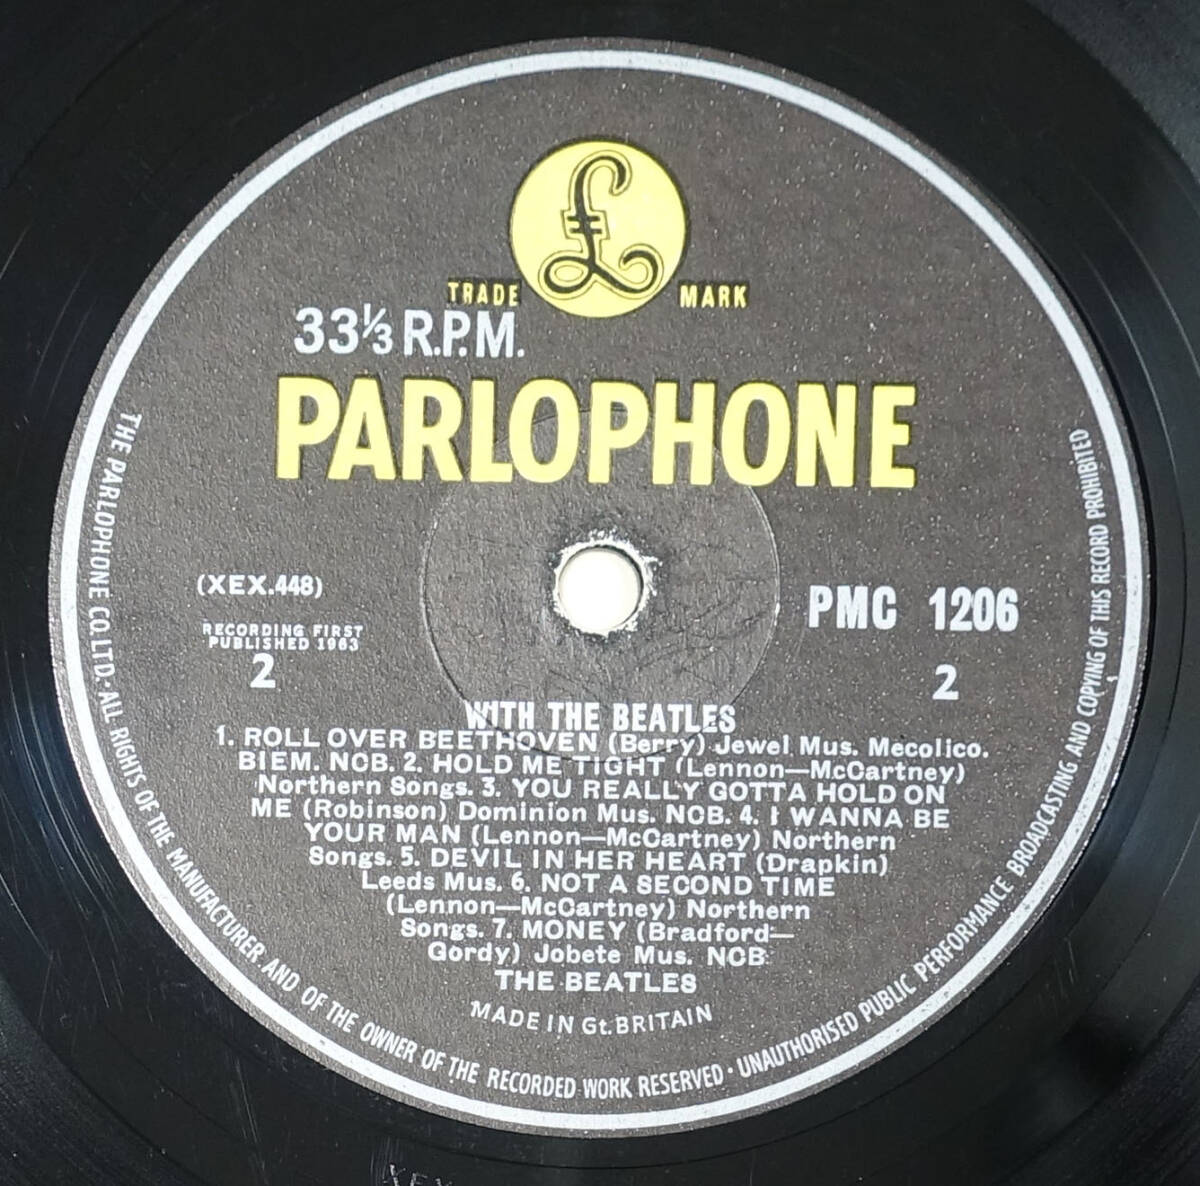 £
TRADE MARK
33⅓ R.P.M.
PARLOPHONE
(XEX.448)
RECORDING FIRST
PUBLISHED 1963
2
PMC 1206
2
WITH THE BEATLES
1. ROLL OVER BEETHOVEN (Berry) Jewel Mus. Mecolico.
BIEM. NCB. 2. HOLD ME TIGHT (Lennon—McCartney)
Northern Songs. 3. YOU REALLY GOTTA HOLD ON
ME (Robinson) Dominion Mus. NCB. 4. I WANNA BE
YOUR MAN (Lennon—McCartney) Northern
Songs. 5. DEVIL IN HER HEART (Drapkin)
Leeds Mus. 6. NOT A SECOND TIME
(Lennon—McCartney) Northern
Songs. 7. MONEY (Bradford—
Gordy) Jobete Mus. NCB
THE BEATLES
MADE IN Gt. BRITAIN
THE PARLOPHONE CO. LTD. · ALL RIGHTS OF THE MANUFACTURER AND OF THE OWNER OF THE RECORDED WORK RESERVED · UNAUTHORISED PUBLIC PERFORMANCE BROADCASTING AND COPYING OF THIS RECORD PROHIBITED